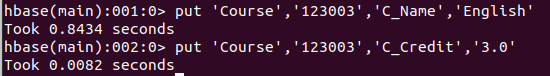 hbase(main):001:0> put 'Course','123003','C_Name','English'
Took 0.8434 seconds
hbase(main):002:0> put 'Course','123003','C_Credit','3.0'
Took 0.0082 seconds